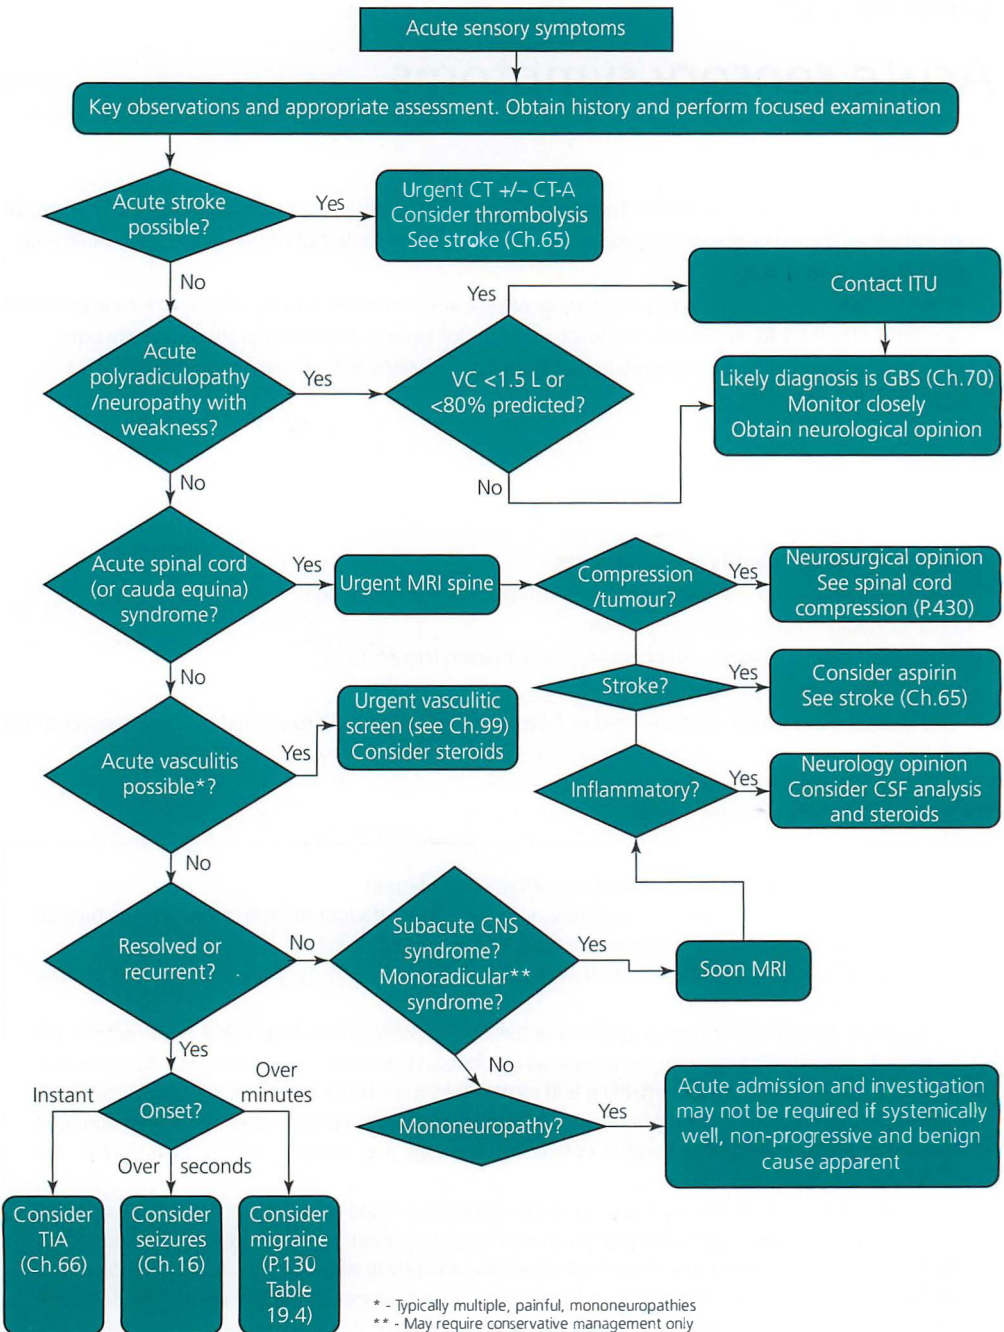 Acute sensory symptoms
Key observations and appropriate assessment. Obtain history and perform focused examination
Acute stroke
possible?
Yes
Urgent CT +/– CT-A
Consider thrombolysis
See stroke (Ch.65)
No
Acute
polyradiculopathy
/neuropathy with
weakness?
Yes
VC <1.5 L or
<80% predicted?
Yes
Contact ITU
Likely diagnosis is GBS (Ch.70)
Monitor closely
Obtain neurological opinion
No
No
Acute spinal cord
(or cauda equina)
syndrome?
Yes
Urgent MRI spine
Compression
/tumour?
Yes
Neurosurgical opinion
See spinal cord
compression (P.430)
Stroke?
Yes
Consider aspirin
See stroke (Ch.65)
Inflammatory?
Yes
Neurology opinion
Consider CSF analysis
and steroids
No
Acute vasculitis
possible*?
Yes
Urgent vasculitic
screen (see Ch.99)
Consider steroids
No
Resolved or
recurrent?
No
Subacute CNS
syndrome?
Monoradicular**
syndrome?
Yes
Soon MRI
No
Mononeuropathy?
Yes
Acute admission and investigation
may not be required if systemically
well, non-progressive and benign
cause apparent
Yes
Onset?
Instant
Over seconds
Over
minutes
Consider
TIA
(Ch.66)
Consider
seizures
(Ch.16)
Consider
migraine
(P.130
Table
19.4)
* - Typically multiple, painful, mononeuropathies
** - May require conservative management only